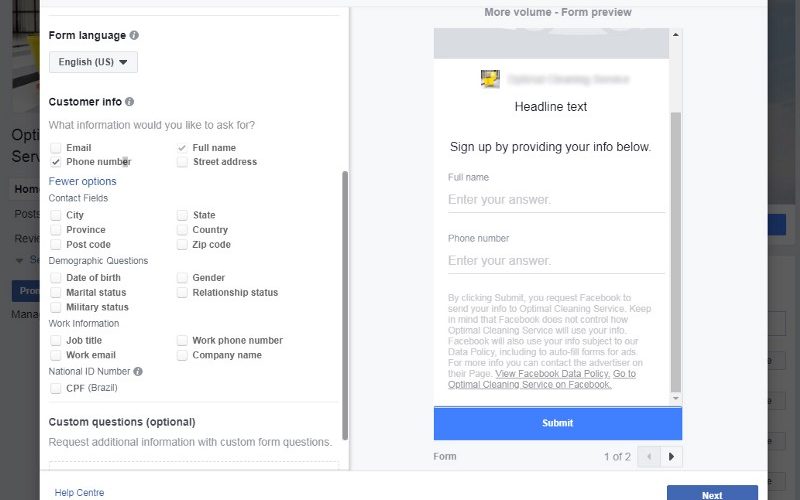 More volume - Form preview
Form language
English (US)
Customer info
What information would you like to ask for?
Email
Full name
Phone number
Street address
Fewer options
Contact Fields
City
State
Province
Country
Post code
Zip code
Demographic Questions
Date of birth
Gender
Marital status
Relationship status
Military status
Work Information
Job title
Work phone number
Work email
Company name
National ID Number
CPF (Brazil)
Custom questions (optional)
Request additional information with custom form questions.
Help Centre
Optimal Cleaning Service
Headline text
Sign up by providing your info below.
Full name
Enter your answer.
Phone number
Enter your answer.
By clicking Submit, you request Facebook to
send your info to Optimal Cleaning Service. Keep
in mind that Facebook does not control how
Optimal Cleaning Service will use your info.
Facebook will also use your info subject to our
Data Policy, including to auto-fill forms for ads.
For more info you can contact the advertiser on
their Page. View Facebook Data Policy. Go to
Optimal Cleaning Service on Facebook.
Submit
Form
1 of 2
Next
Opti
Serv
Home
Posts
Revie
Se
Prom
Mana